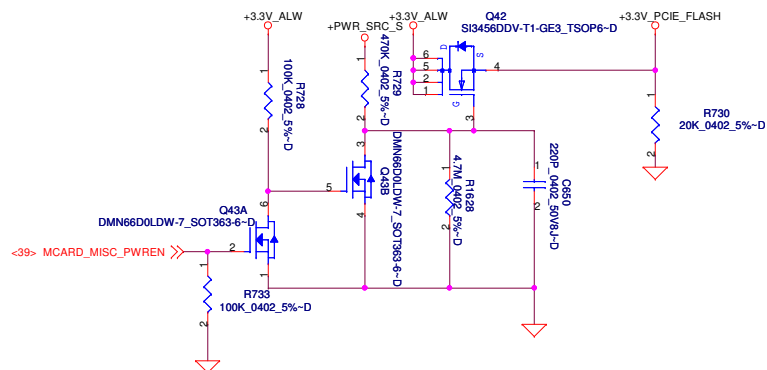 +3.3V_ALW
+PWR_SRC_S
+3.3V_ALW
Q42
SI3456DDV-T1-GE3_TSOP6~D
+3.3V_PCIE_FLASH
D
S
G
6
5
2
1
4
3
1
R728
100K_0402_5%~D
2
1
R729
470K_0402_5%~D
2
1
R730
20K_0402_5%~D
2
3
5
Q43B
DMN66D0LDW-7_SOT363-6~D
4
1
R1628
4.7M_0402_5%~D
2
1
C650
220P_0402_50V8J~D
2
Q43A
DMN66D0LDW-7_SOT363-6~D
6
2
1
<39> MCARD_MISC_PWREN
1
R733
100K_0402_5%~D
2